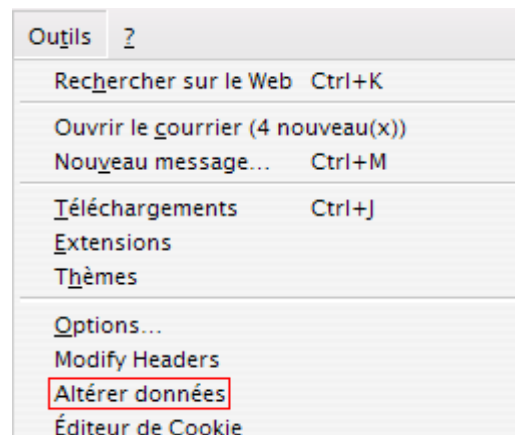 Outils ?
Rechercher sur le Web Ctrl+K
Ouvrir le courrier (4 nouveau(x))
Nouveau message... Ctrl+M
Téléchargements Ctrl+J
Extensions
Thèmes
Options...
Modify Headers
Altérer données
Éditeur de Cookie